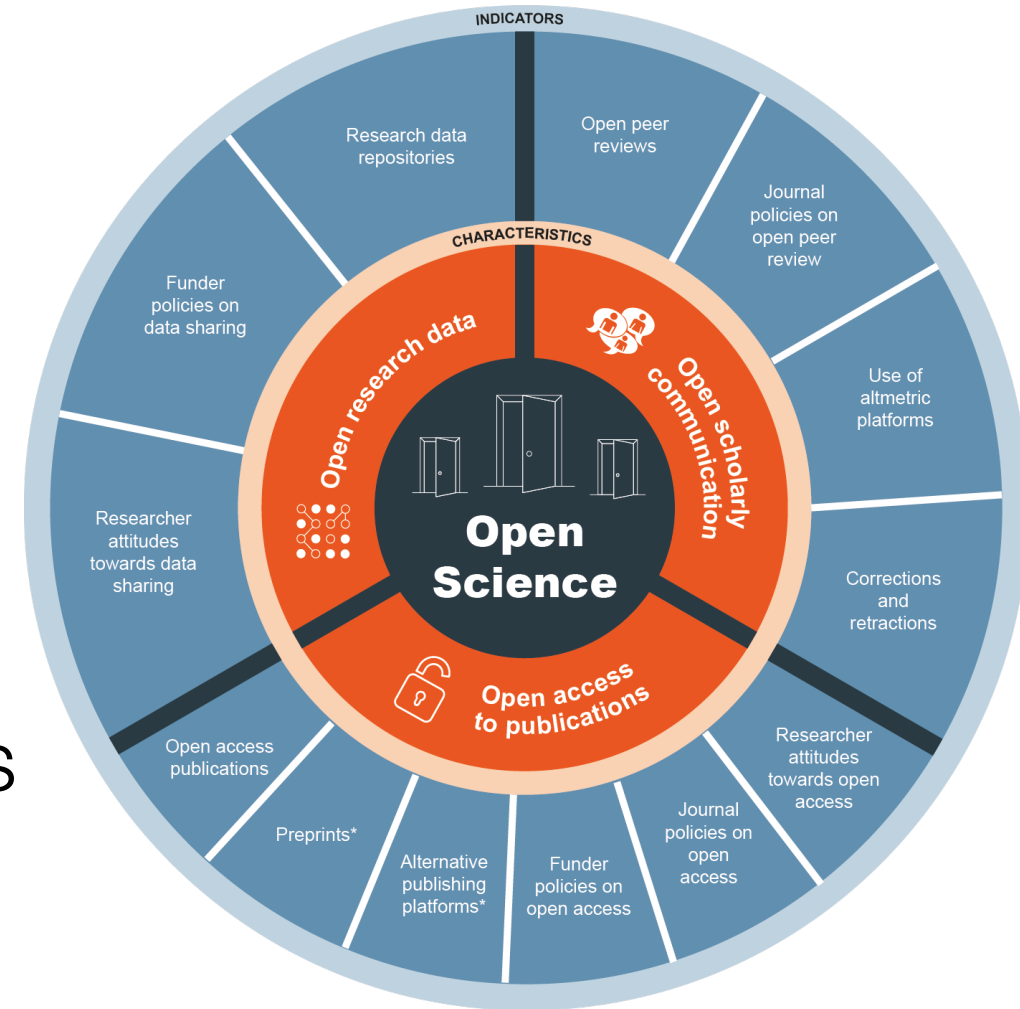 INDICATORS
Research data
repositories
Open peer
reviews
Journal
policies on
open peer
review
Use of
altmetric
platforms
Corrections
and
retractions
Researcher
attitudes
towards open
access
Journal
policies on
open
access
Funder
policies on
open access
Alternative
publishing
platforms*
Preprints*
Open access
publications
Researcher
attitudes
towards data
sharing
Funder
policies on
data sharing
CHARACTERISTICS
Open research data
Open scholarly
communication
Open access
to publications
Open
Science
s